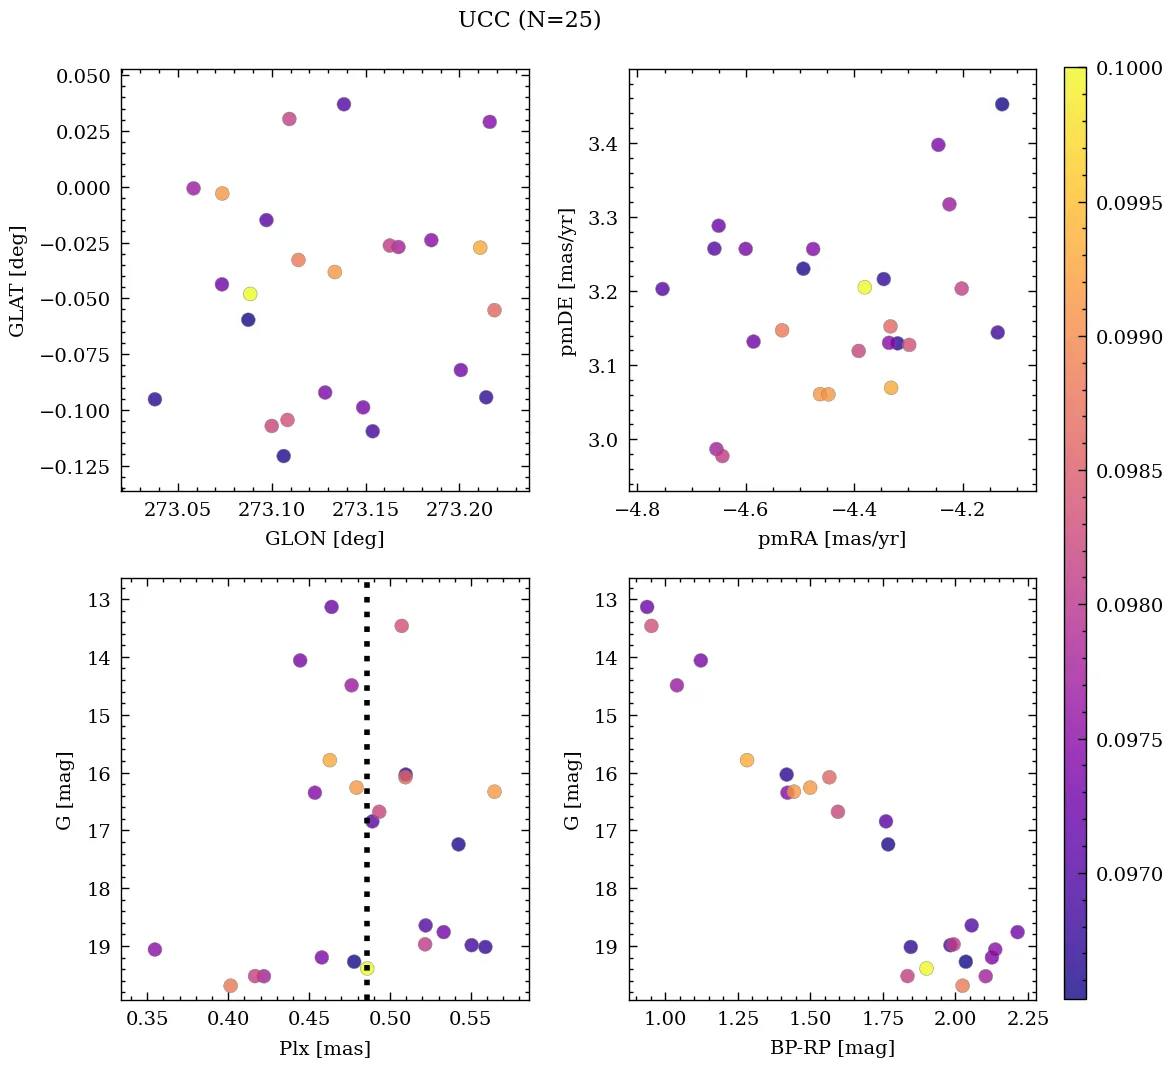 UCC (N=25)
0.050
0.025
0.000
−0.025
−0.050
−0.075
−0.100
−0.125
GLAT [deg]
273.05 273.10 273.15 273.20
GLON [deg]
3.4
3.3
3.2
3.1
3.0
pmDE [mas/yr]
−4.8 −4.6 −4.4 −4.2
pmRA [mas/yr]
13
14
15
16
17
18
19
G [mag]
0.35 0.40 0.45 0.50 0.55
Plx [mas]
13
14
15
16
17
18
19
G [mag]
1.00 1.25 1.50 1.75 2.00 2.25
BP-RP [mag]
0.1000
0.0995
0.0990
0.0985
0.0980
0.0975
0.0970